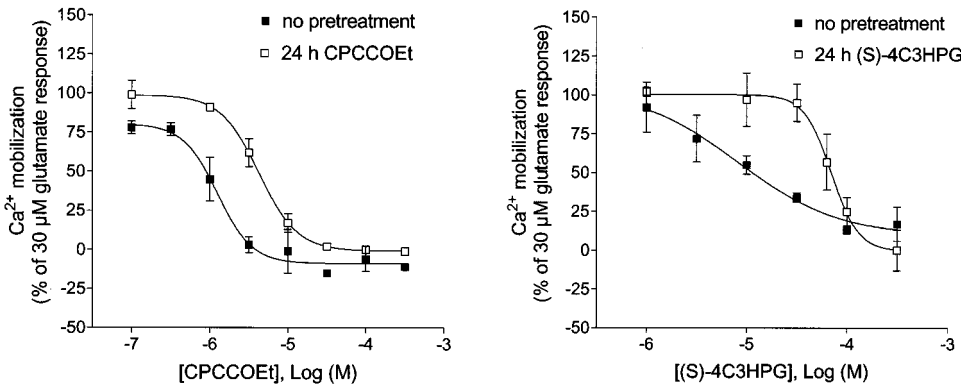 ■ no pretreatment
□ 24 h CPCCOEt
Ca²⁺ mobilization
(% of 30 µM glutamate response)
150
125
100
75
50
25
0
-25
-50
-7
-6
-5
-4
-3
[CPCCOEt], Log (M)
■ no pretreatment
□ 24 h (S)-4C3HPG
Ca²⁺ mobilization
(% of 30 µM glutamate response)
150
125
100
75
50
25
0
-25
-50
-6
-5
-4
-3
[(S)-4C3HPG], Log (M)